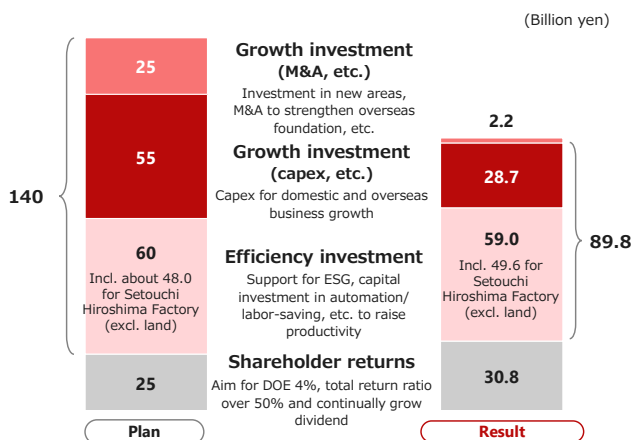 (Billion yen)
140
25
55
60
Incl. about 48.0
for Setouchi
Hiroshima Factory
(excl. land)
25
Plan
Growth investment
(M&A, etc.)
Investment in new areas,
M&A to strengthen overseas
foundation, etc.
Growth investment
(capex, etc.)
Capex for domestic and overseas
business growth
Efficiency investment
Support for ESG, capital
investment in automation/
labor-saving, etc. to raise
productivity
Shareholder returns
Aim for DOE 4%, total return ratio
over 50% and continually grow
dividend
2.2
28.7
59.0
Incl. 49.6 for
Setouchi
Hiroshima Factory
(excl. land)
30.8
Result
89.8